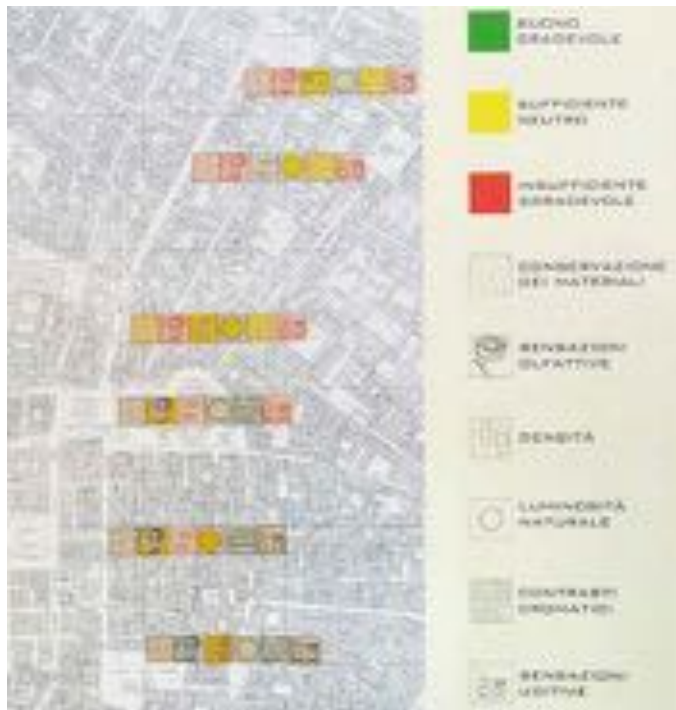 BUONO
GRADEVOLE
SUFFICIENTE
NEUTRO
INSUFFICIENTE
SGRADEVOLE
CONSERVAZIONE
DEI MATERIALI
SENSAZIONI
OLFATTIVE
DENSITÀ
LUMINOSITÀ
NATURALE
CONTRASTI
CROMATICI
SENSAZIONI
UDITIVE